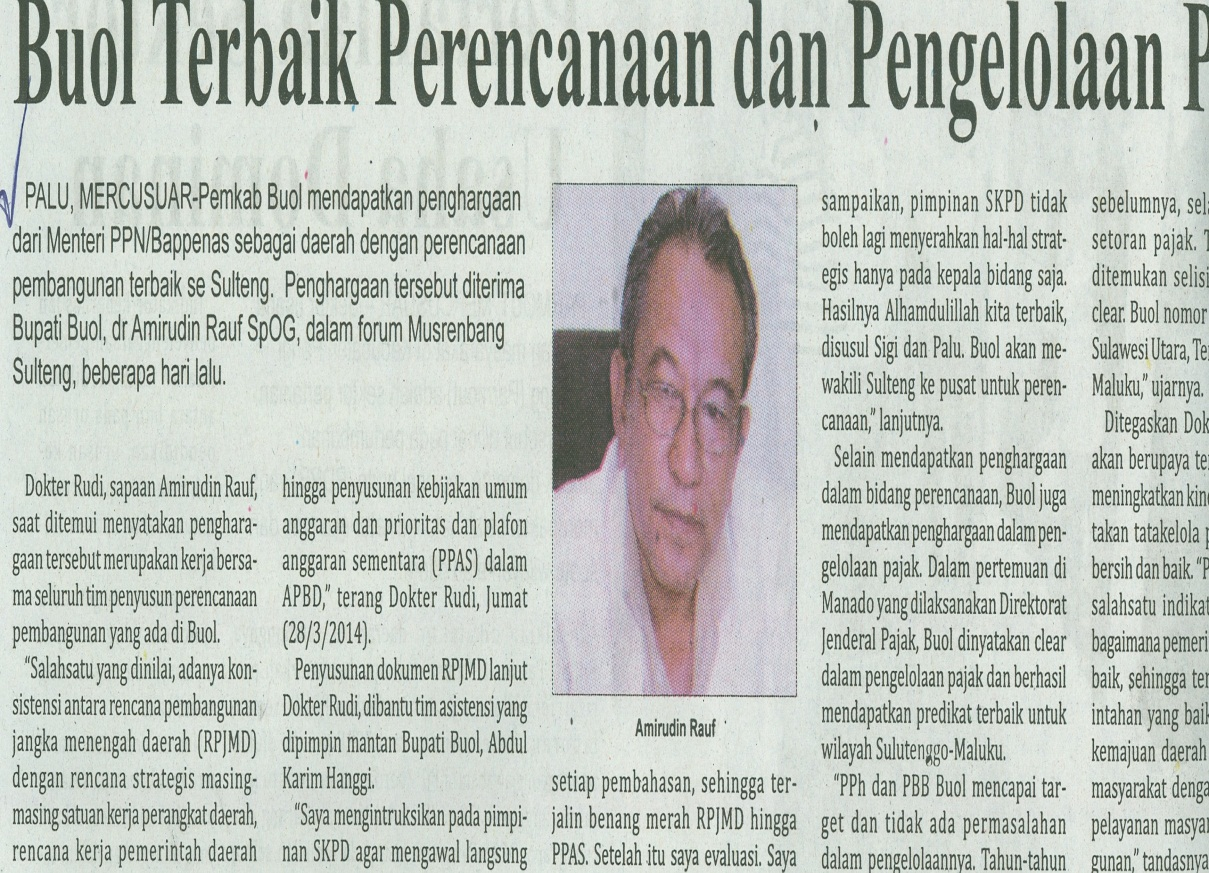 Buol Terbaik Perencanaan dan Pengelolaan P
PALU, MERCUSUAR-Pemkab Buol mendapatkan penghargaan
dari Menteri PPN/Bappenas sebagai daerah dengan perencanaan
pembangunan terbaik se Sulteng. Penghargaan tersebut diterima
Bupati Buol, dr Amirudin Rauf SpOG, dalam forum Musrenbang
Sulteng, beberapa hari lalu.
Dokter Rudi, sapaan Amirudin Rauf,
saat ditemui menyatakan penghara-
gaan tersebut merupakan kerja bersa-
ma seluruh tim penyusun perencanaan
pembangunan yang ada di Buol.
“Salahsatu yang dinilai, adanya kon-
sistensi antara rencana pembangunan
jangka menengah daerah (RPJMD)
dengan rencana strategis masing-
masing satuan kerja perangkat daerah,
rencana kerja pemerintah daerah
hingga penyusunan kebijakan umum
anggaran dan prioritas dan plafon
anggaran sementara (PPAS) dalam
APBD,” terang Dokter Rudi, Jumat
(28/3/2014).
Penyusunan dokumen RPJMD lanjut
Dokter Rudi, dibantu tim asistensi yang
dipimpin mantan Bupati Buol, Abdul
Karim Hanggi.
“Saya mengintruksikan pada pimpi-
nan SKPD agar mengawal langsung
Amirudin Rauf
setiap pembahasan, sehingga ter-
jalin benang merah RPJMD hingga
PPAS. Setelah itu saya evaluasi. Saya
sampaikan, pimpinan SKPD tidak
boleh lagi menyerahkan hal-hal strat-
egis hanya pada kepala bidang saja.
Hasilnya Alhamdulillah kita terbaik,
disusul Sigi dan Palu. Buol akan me-
wakili Sulteng ke pusat untuk peren-
canaan,” lanjutnya.
Selain mendapatkan penghargaan
dalam bidang perencanaan, Buol juga
mendapatkan penghargaan dalam pen-
gelolaan pajak. Dalam pertemuan di
Manado yang dilaksanakan Direktorat
Jenderal Pajak, Buol dinyatakan clear
dalam pengelolaan pajak dan berhasil
mendapatkan predikat terbaik untuk
wilayah Sulutenggo-Maluku.
“PPh dan PBB Buol mencapai tar-
get dan tidak ada permasalahan
dalam pengelolaannya. Tahun-tahun
sebelumnya, sel
setoran pajak. T
ditemukan selisi
clear. Buol nomor
Sulawesi Utara, Te
Maluku,” ujarnya.
Ditegaskan Dok
akan berupaya te
meningkatkan kine
takan tatakelola p
bersih dan baik. “P
salahsatu indikat
bagaimana pemeri
baik, sehingga ter
intahan yang baik
kemajuan daerah
masyarakat denga
pelayanan masyar
gunan,” tandasnya